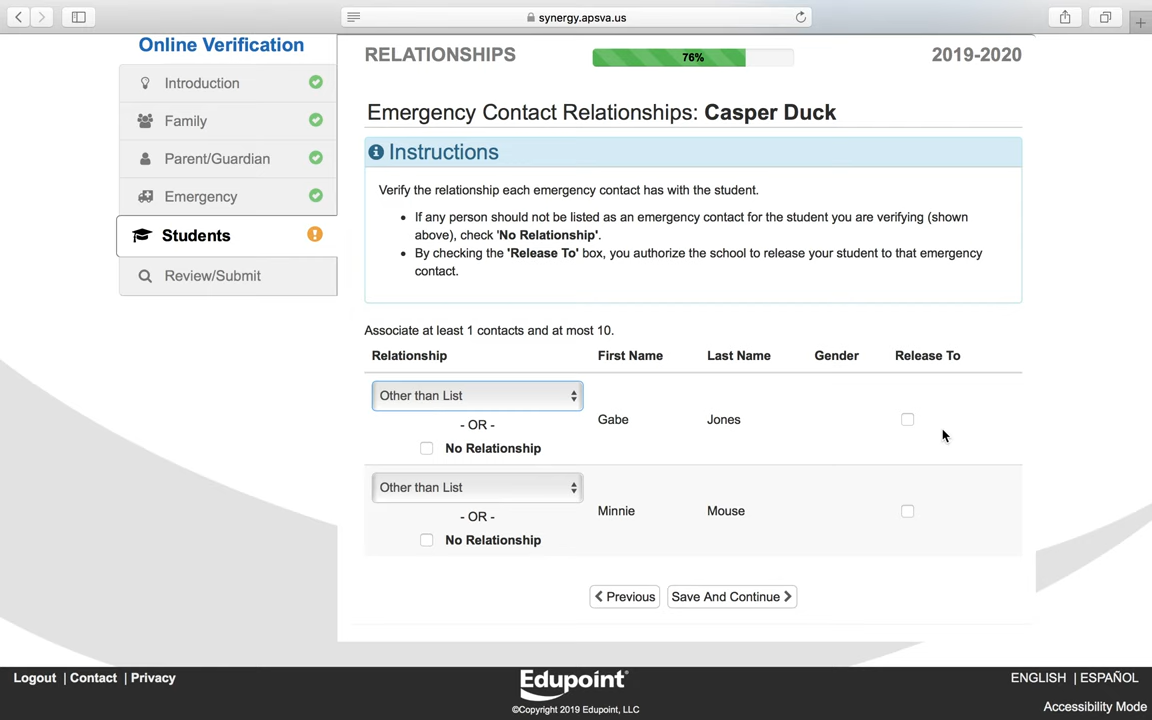 synergy.apsva.us
Online Verification
Introduction
Family
Parent/Guardian
Emergency
Students
Review/Submit
RELATIONSHIPS
76%
2019-2020
Emergency Contact Relationships: Casper Duck
Instructions
Verify the relationship each emergency contact has with the student.
• If any person should not be listed as an emergency contact for the student you are verifying (shown
above), check 'No Relationship'.
• By checking the 'Release To' box, you authorize the school to release your student to that emergency
contact.
Associate at least 1 contacts and at most 10.
Relationship First Name Last Name Gender Release To
Other than List
- OR -
Gabe Jones
No Relationship
Other than List
- OR -
Minnie Mouse
No Relationship
Previous Save And Continue
Logout | Contact | Privacy
Edupoint
©Copyright 2019 Edupoint, LLC
ENGLISH | ESPAÑOL
Accessibility Mode